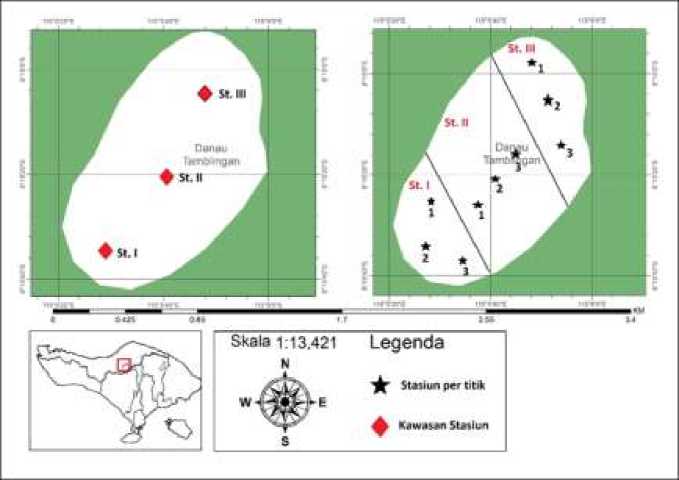 St. III
Danau
Tamblingan
St. II
St. I
St. III
1
2
St. II
3
Danau
Tamblingan
3
St. I
2
1
1
2
3
KM
0
0.425
0.85
1.7
2.55
3.4
Skala 1:13,421
N
W
E
S
Legenda
Stasiun per titik
Kawasan Stasiun